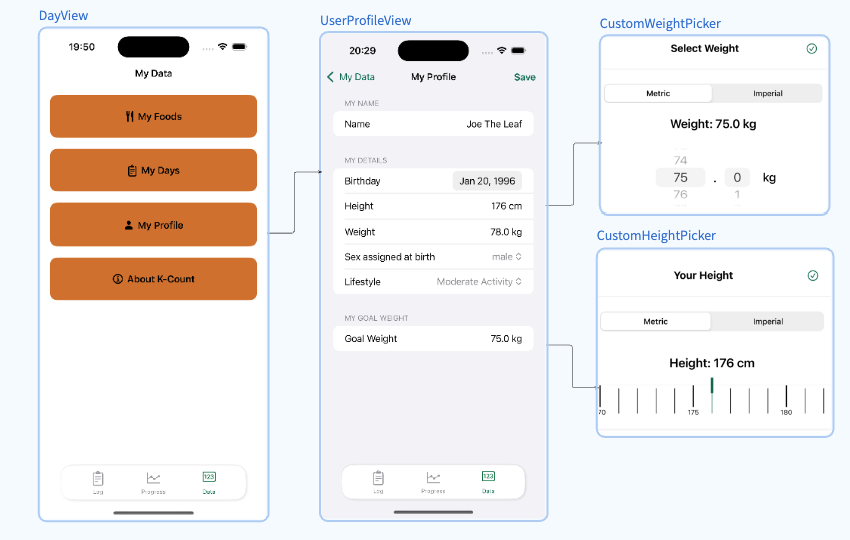 DayView
19:50
My Data
My Foods
My Days
My Profile
About K-Count
Log
Progress
123
Data
UserProfileView
20:29
My Data
My Profile
Save
MY NAME
Name Joe The Leaf
MY DETAILS
Birthday Jan 20, 1996
Height 176 cm
Weight 78.0 kg
Sex assigned at birth male
Lifestyle Moderate Activity
MY GOAL WEIGHT
Goal Weight 75.0 kg
Log
Progress
123
Data
CustomWeightPicker
Select Weight
Metric Imperial
Weight: 75.0 kg
74
75 . 0 kg
76 1
CustomHeightPicker
Your Height
Metric Imperial
Height: 176 cm
70 175 180